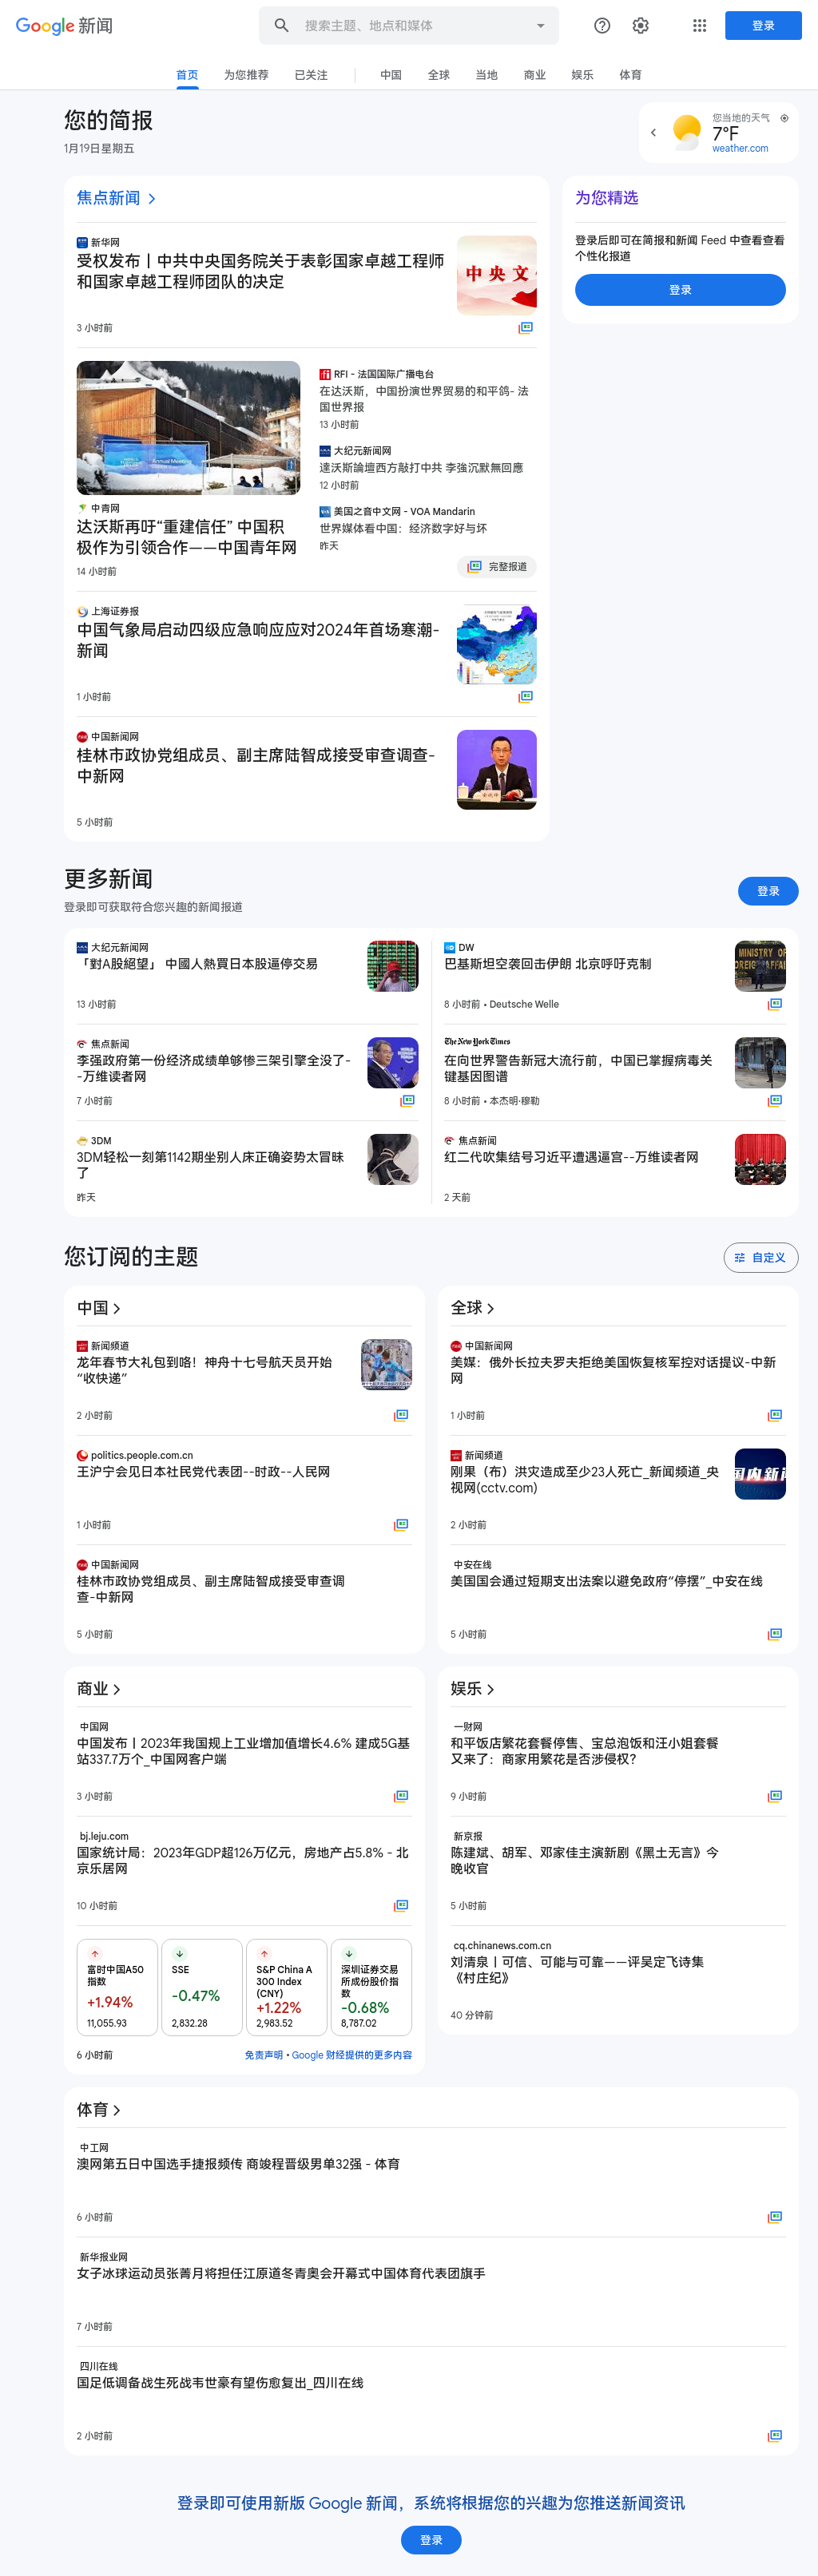 Google 新闻
搜索主题、地点和媒体
登录
首页
为您推荐
已关注
中国
全球
当地
商业
娱乐
体育
您的简报
1月19日星期五
您当地的天气
7°F
weather.com
焦点新闻
新华网
受权发布丨中共中央国务院关于表彰国家卓越工程师
和国家卓越工程师团队的决定
3 小时前
中央文
Annual Meeting
中青网
达沃斯再吁“重建信任” 中国积
极作为引领合作——中国青年网
14 小时前
RFI - 法国国际广播电台
在达沃斯，中国扮演世界贸易的和平鸽- 法
国世界报
13 小时前
大纪元新闻网
達沃斯論壇西方敲打中共 李強沉默無回應
12 小时前
美国之音中文网 - VOA Mandarin
世界媒体看中国：经济数字好与坏
昨天
完整报道
上海证券报
中国气象局启动四级应急响应应对2024年首场寒潮-
新闻
1 小时前
中国新闻网
桂林市政协党组成员、副主席陆智成接受审查调查-
中新网
5 小时前
为您精选
登录后即可在简报和新闻 Feed 中查看查看
个性化报道
登录
更多新闻
登录即可获取符合您兴趣的新闻报道
登录
大纪元新闻网
「對A股絕望」 中國人熱買日本股逼停交易
13 小时前
焦点新闻
李强政府第一份经济成绩单够惨三架引擎全没了-
-万维读者网
7 小时前
3DM
3DM轻松一刻第1142期坐别人床正确姿势太冒昧
了
昨天
DW
巴基斯坦空袭回击伊朗 北京呼吁克制
8 小时前 • Deutsche Welle
MINISTRY OF
FOREIGN AFFAI
The New York Times
在向世界警告新冠大流行前，中国已掌握病毒关
键基因图谱
8 小时前 • 本杰明·穆勒
焦点新闻
红二代吹集结号习近平遭遇逼宫--万维读者网
2 天前
您订阅的主题
自定义
中国
新闻频道
龙年春节大礼包到咯！神舟十七号航天员开始
“收快递”
2 小时前
politics.people.com.cn
王沪宁会见日本社民党代表团--时政--人民网
1 小时前
中国新闻网
桂林市政协党组成员、副主席陆智成接受审查调
查-中新网
5 小时前
全球
中国新闻网
美媒：俄外长拉夫罗夫拒绝美国恢复核军控对话提议-中新
网
1 小时前
新闻频道
刚果（布）洪灾造成至少23人死亡_新闻频道_央
视网(cctv.com)
2 小时前
国内新闻
中安在线
美国国会通过短期支出法案以避免政府“停摆”_中安在线
5 小时前
商业
中国网
中国发布丨2023年我国规上工业增加值增长4.6% 建成5G基
站337.7万个_中国网客户端
3 小时前
bj.leju.com
国家统计局：2023年GDP超126万亿元，房地产占5.8% - 北
京乐居网
10 小时前
富时中国A50
指数
+1.94%
11,055.93
SSE
-0.47%
2,832.28
S&P China A
300 Index
(CNY)
+1.22%
2,983.52
深圳证券交易
所成份股价指
数
-0.68%
8,787.02
6 小时前
免责声明 • Google 财经提供的更多内容
娱乐
一财网
和平饭店繁花套餐停售、宝总泡饭和汪小姐套餐
又来了：商家用繁花是否涉侵权？
9 小时前
新京报
陈建斌、胡军、邓家佳主演新剧《黑土无言》今
晚收官
5 小时前
cq.chinanews.com.cn
刘清泉丨可信、可能与可靠——评吴定飞诗集
《村庄纪》
40 分钟前
体育
中工网
澳网第五日中国选手捷报频传 商竣程晋级男单32强 - 体育
6 小时前
新华报业网
女子冰球运动员张菁月将担任江原道冬青奥会开幕式中国体育代表团旗手
7 小时前
四川在线
国足低调备战生死战韦世豪有望伤愈复出_四川在线
2 小时前
登录即可使用新版 Google 新闻，系统将根据您的兴趣为您推送新闻资讯
登录